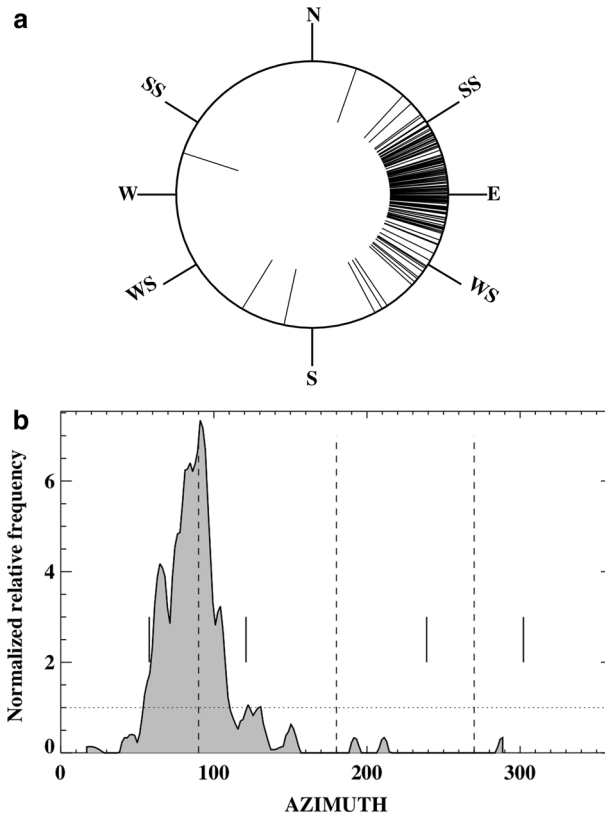 a
N
SS
SS
W
E
WS
WS
S
b
Normalized relative frequency
6
4
2
0
0
100
200
300
AZIMUTH